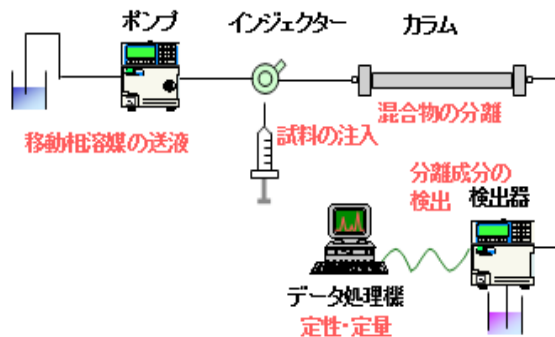 ポンプ
インジェクター
カラム
移動相溶媒の送液
試料の注入
混合物の分離
分離成分の
検出
検出器
データ処理機
定性・定量